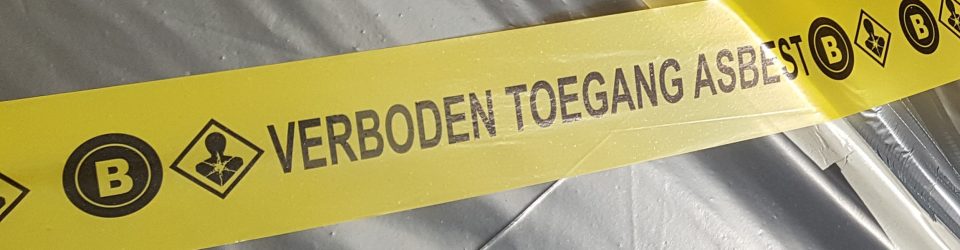 B VERBODEN TOEGANG ASBEST B B